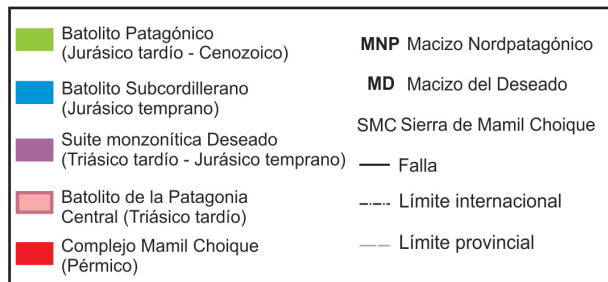 Batolito Patagónico
(Jurásico tardío - Cenozoico)
Batolito Subcordillerano
(Jurásico temprano)
Suite monzonítica Deseado
(Triásico tardío - Jurásico temprano)
Batolito de la Patagonia
Central (Triásico tardío)
Complejo Mamil Choique
(Pérmico)
MNP Macizo Nordpatagónico
MD Macizo del Deseado
SMC Sierra de Mamil Choique
Falla
Límite internacional
Límite provincial